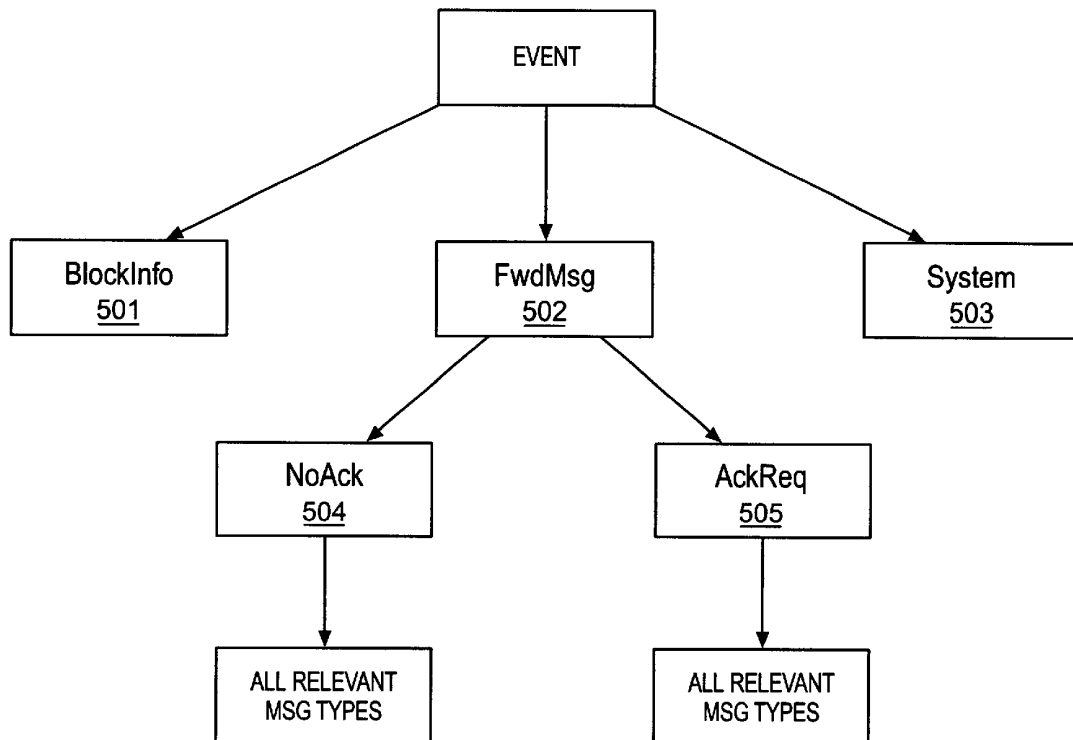 EVENT
BlockInfo
501
FwdMsg
502
System
503
NoAck
504
AckReq
505
ALL RELEVANT
MSG TYPES
ALL RELEVANT
MSG TYPES